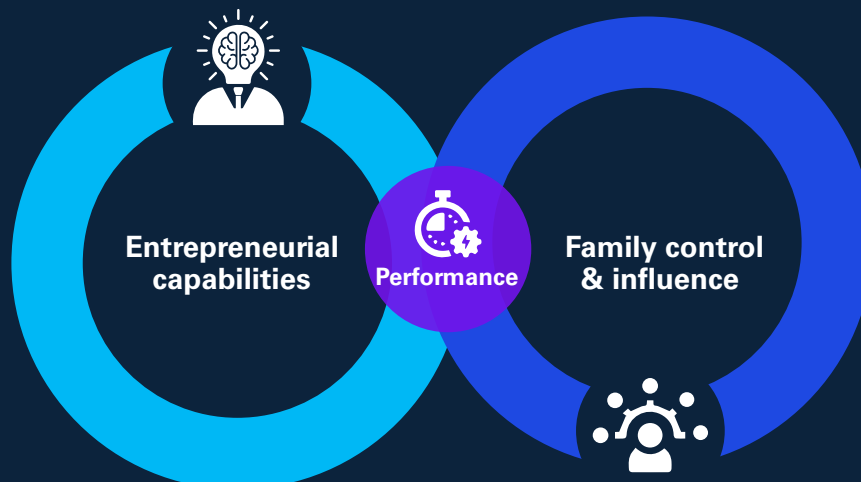 Entrepreneurial
capabilities
Performance
Family control
& influence